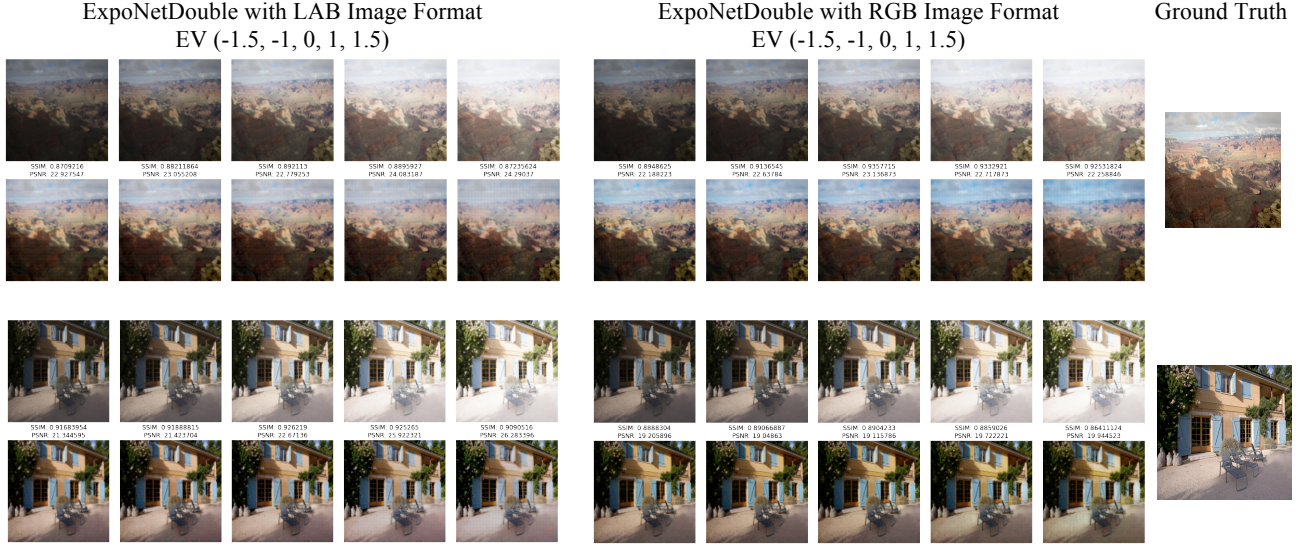 ExpoNetDouble with LAB Image Format
EV (-1.5, -1, 0, 1, 1.5)
ExpoNetDouble with RGB Image Format
EV (-1.5, -1, 0, 1, 1.5)
Ground Truth
SSIM: 0.8709216
PSNR: 22.927547
SSIM: 0.88211864
PSNR: 23.055208
SSIM: 0.892113
PSNR: 22.779253
SSIM: 0.8895927
PSNR: 24.083187
SSIM: 0.87235624
PSNR: 24.29037
SSIM: 0.8948625
PSNR: 22.188223
SSIM: 0.9136545
PSNR: 22.63784
SSIM: 0.9357715
PSNR: 23.136873
SSIM: 0.9332921
PSNR: 22.717873
SSIM: 0.92531824
PSNR: 22.258846
SSIM: 0.91683954
PSNR: 21.344595
SSIM: 0.91888815
PSNR: 21.423704
SSIM: 0.926219
PSNR: 22.67136
SSIM: 0.925265
PSNR: 25.922321
SSIM: 0.9090516
PSNR: 26.283396
SSIM: 0.8888304
PSNR: 19.205896
SSIM: 0.89066887
PSNR: 19.04863
SSIM: 0.8904233
PSNR: 19.115786
SSIM: 0.8859026
PSNR: 19.722221
SSIM: 0.86411124
PSNR: 19.944523